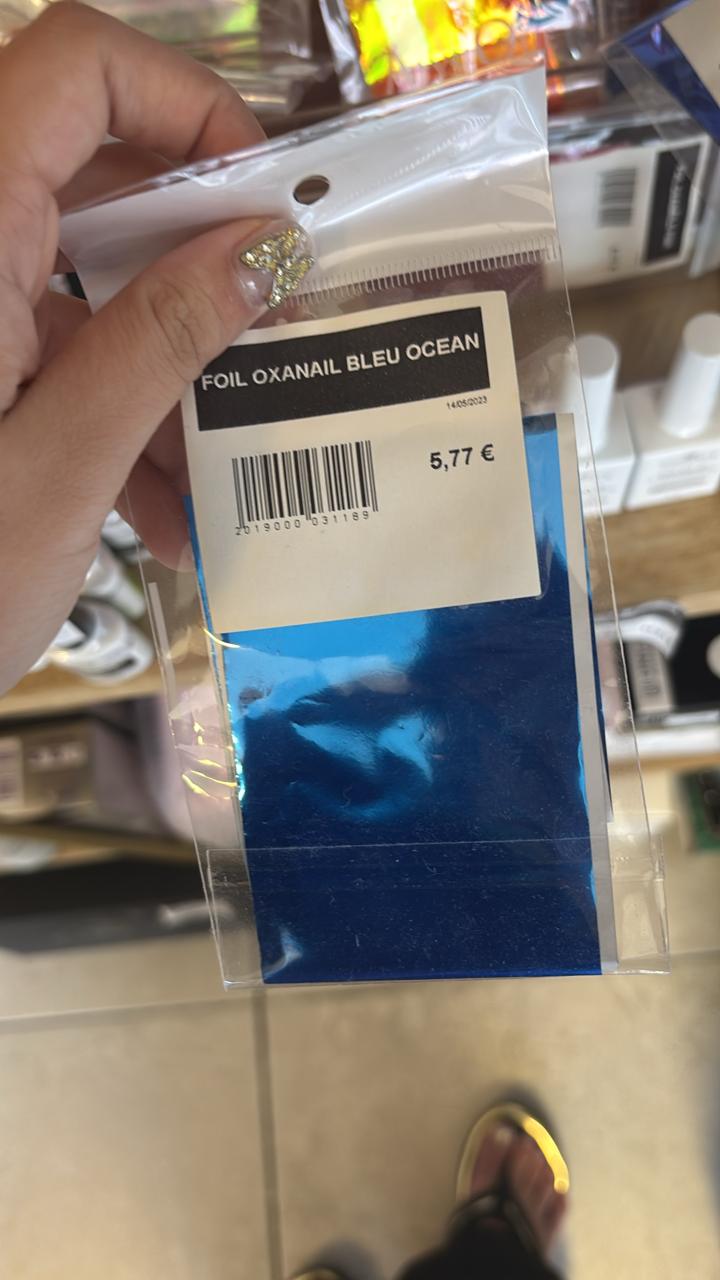 FOIL OXANAIL BLEU OCEAN
14/05/2023
5,77 €
2019000 031189